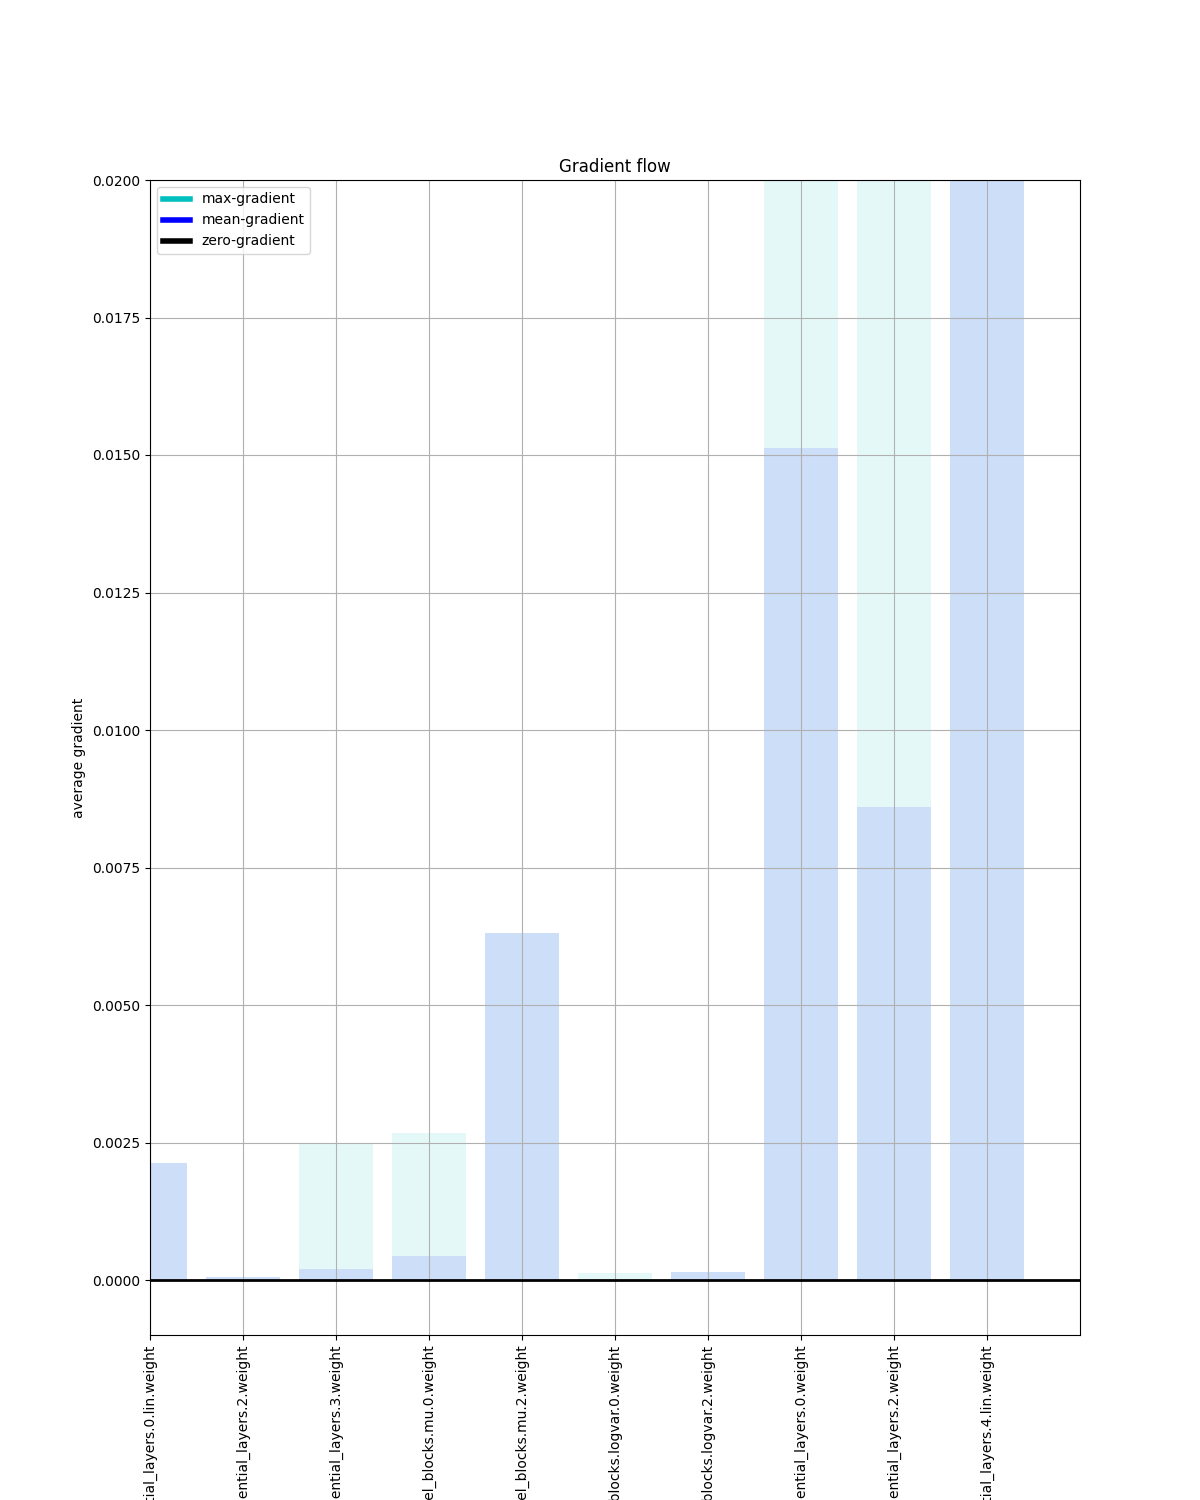 Gradient flow
max-gradient
mean-gradient
zero-gradient
0.0200
0.0175
0.0150
0.0125
0.0100
0.0075
0.0050
0.0025
0.0000
average gradient
tial_layers.0.lin.weight
ential_layers.2.weight
ential_layers.3.weight
el_blocks.mu.0.weight
el_blocks.mu.2.weight
blocks.logvar.0.weight
blocks.logvar.2.weight
ential_layers.0.weight
ential_layers.2.weight
tial_layers.4.lin.weight